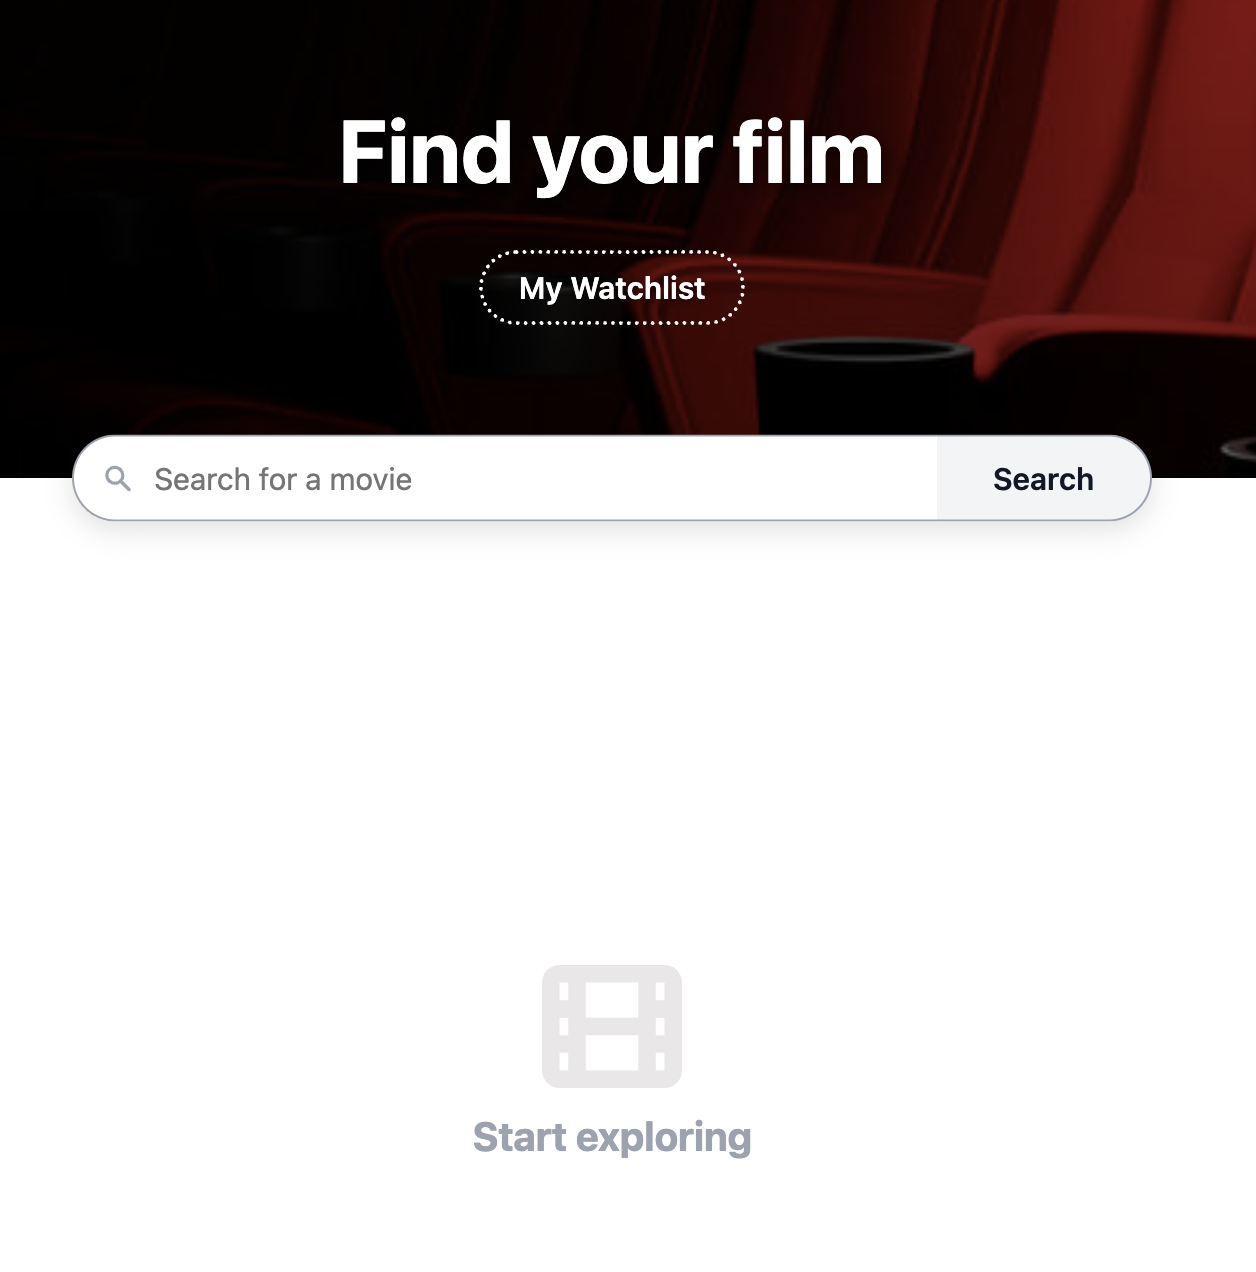 Find your film
My Watchlist
Search for a movie
Search
Start exploring